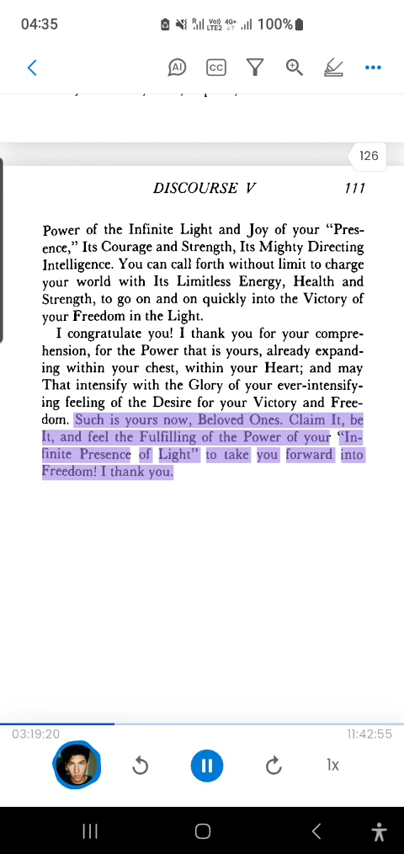 04:35
R Vo)) LTE2 4G+ 100%
AI CC
126
DISCOURSE V 111
Power of the Infinite Light and Joy of your “Pres-
ence,” Its Courage and Strength, Its Mighty Directing
Intelligence. You can call forth without limit to charge
your world with Its Limitless Energy, Health and
Strength, to go on and on quickly into the Victory of
your Freedom in the Light.
I congratulate you! I thank you for your compre-
hension, for the Power that is yours, already expand-
ing within your chest, within your Heart; and may
That intensify with the Glory of your ever-intensify-
ing feeling of the Desire for your Victory and Free-
dom. Such is yours now, Beloved Ones. Claim It, be
It, and feel the Fulfilling of the Power of your “In-
finite Presence of Light” to take you forward into
Freedom! I thank you.
03:19:20 11:42:55
1x